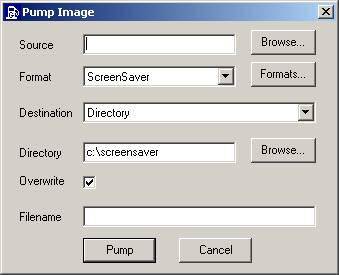 Pump Image
Source Browse...
Format ScreenSaver Formats...
Destination Directory
Directory c:\screensaver Browse...
Overwrite
Filename
Pump Cancel